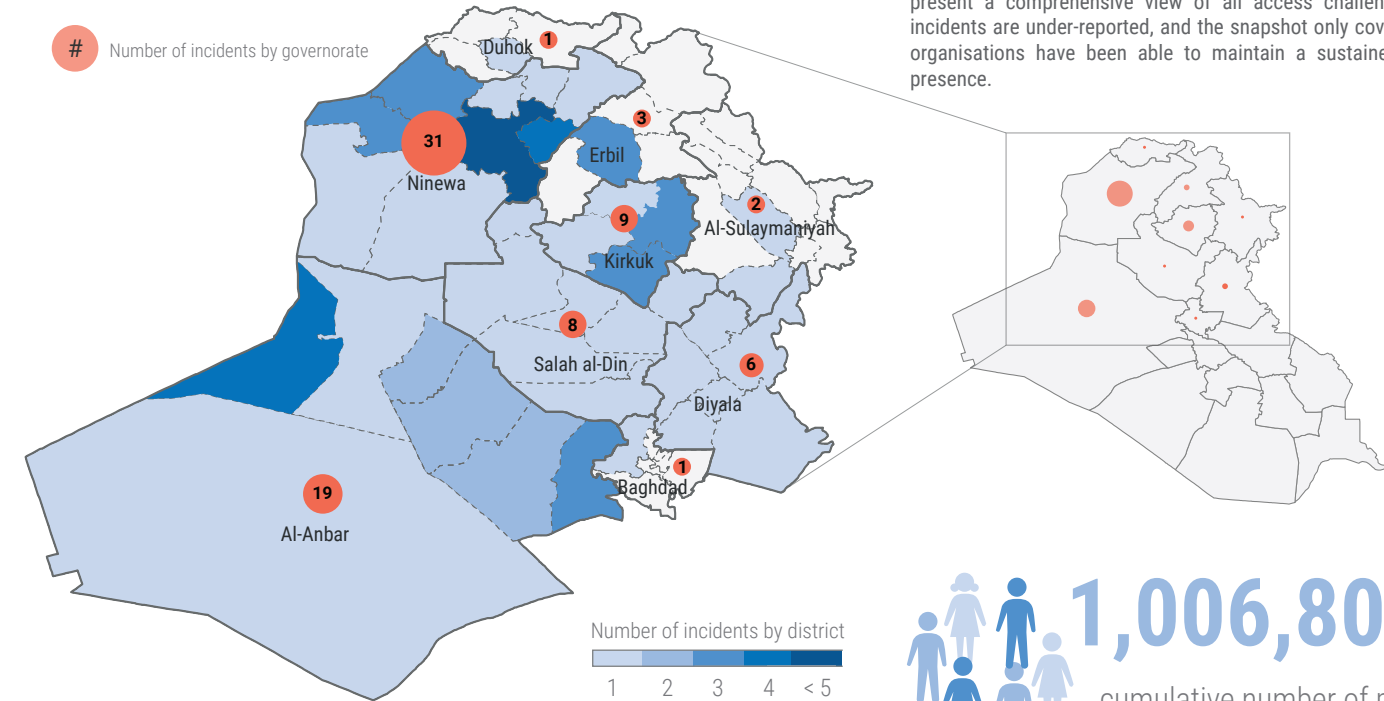 present a comprehensive view of all access
incidents are under-reported, and the snapshot only
organisations have been able to maintain a
presence.
#
Number of incidents by governorate
Duhok
1
31
3
Erbil
Ninewa
2
9
Al-Sulaymaniyah
Kirkuk
8
Salah al-Din
6
Diyala
1
Baghdad
19
Al-Anbar
Number of incidents by district
1 2 3 4 < 5
1,006,80
cumulative number of